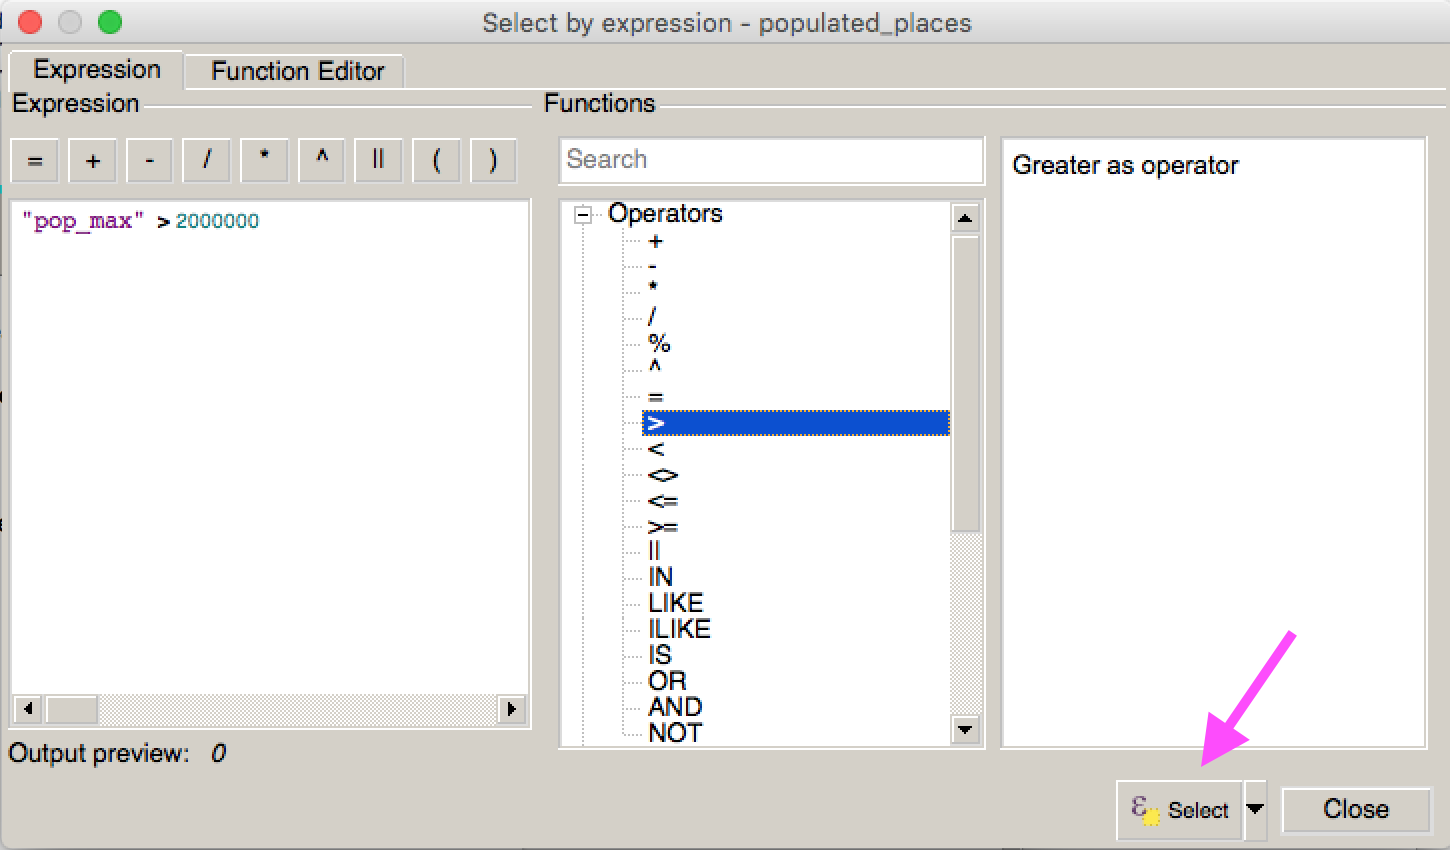 Select by expression - populated_places
Expression
Function Editor
Expression
Functions
= + - / * ^ || ( )
Search
Greater as operator
"pop_max" > 2000000
Operators
+
-
*
/
%
^
=
>
<
<>
<=
>=
||
IN
LIKE
ILIKE
IS
OR
AND
NOT
Output preview: 0
Select
Close